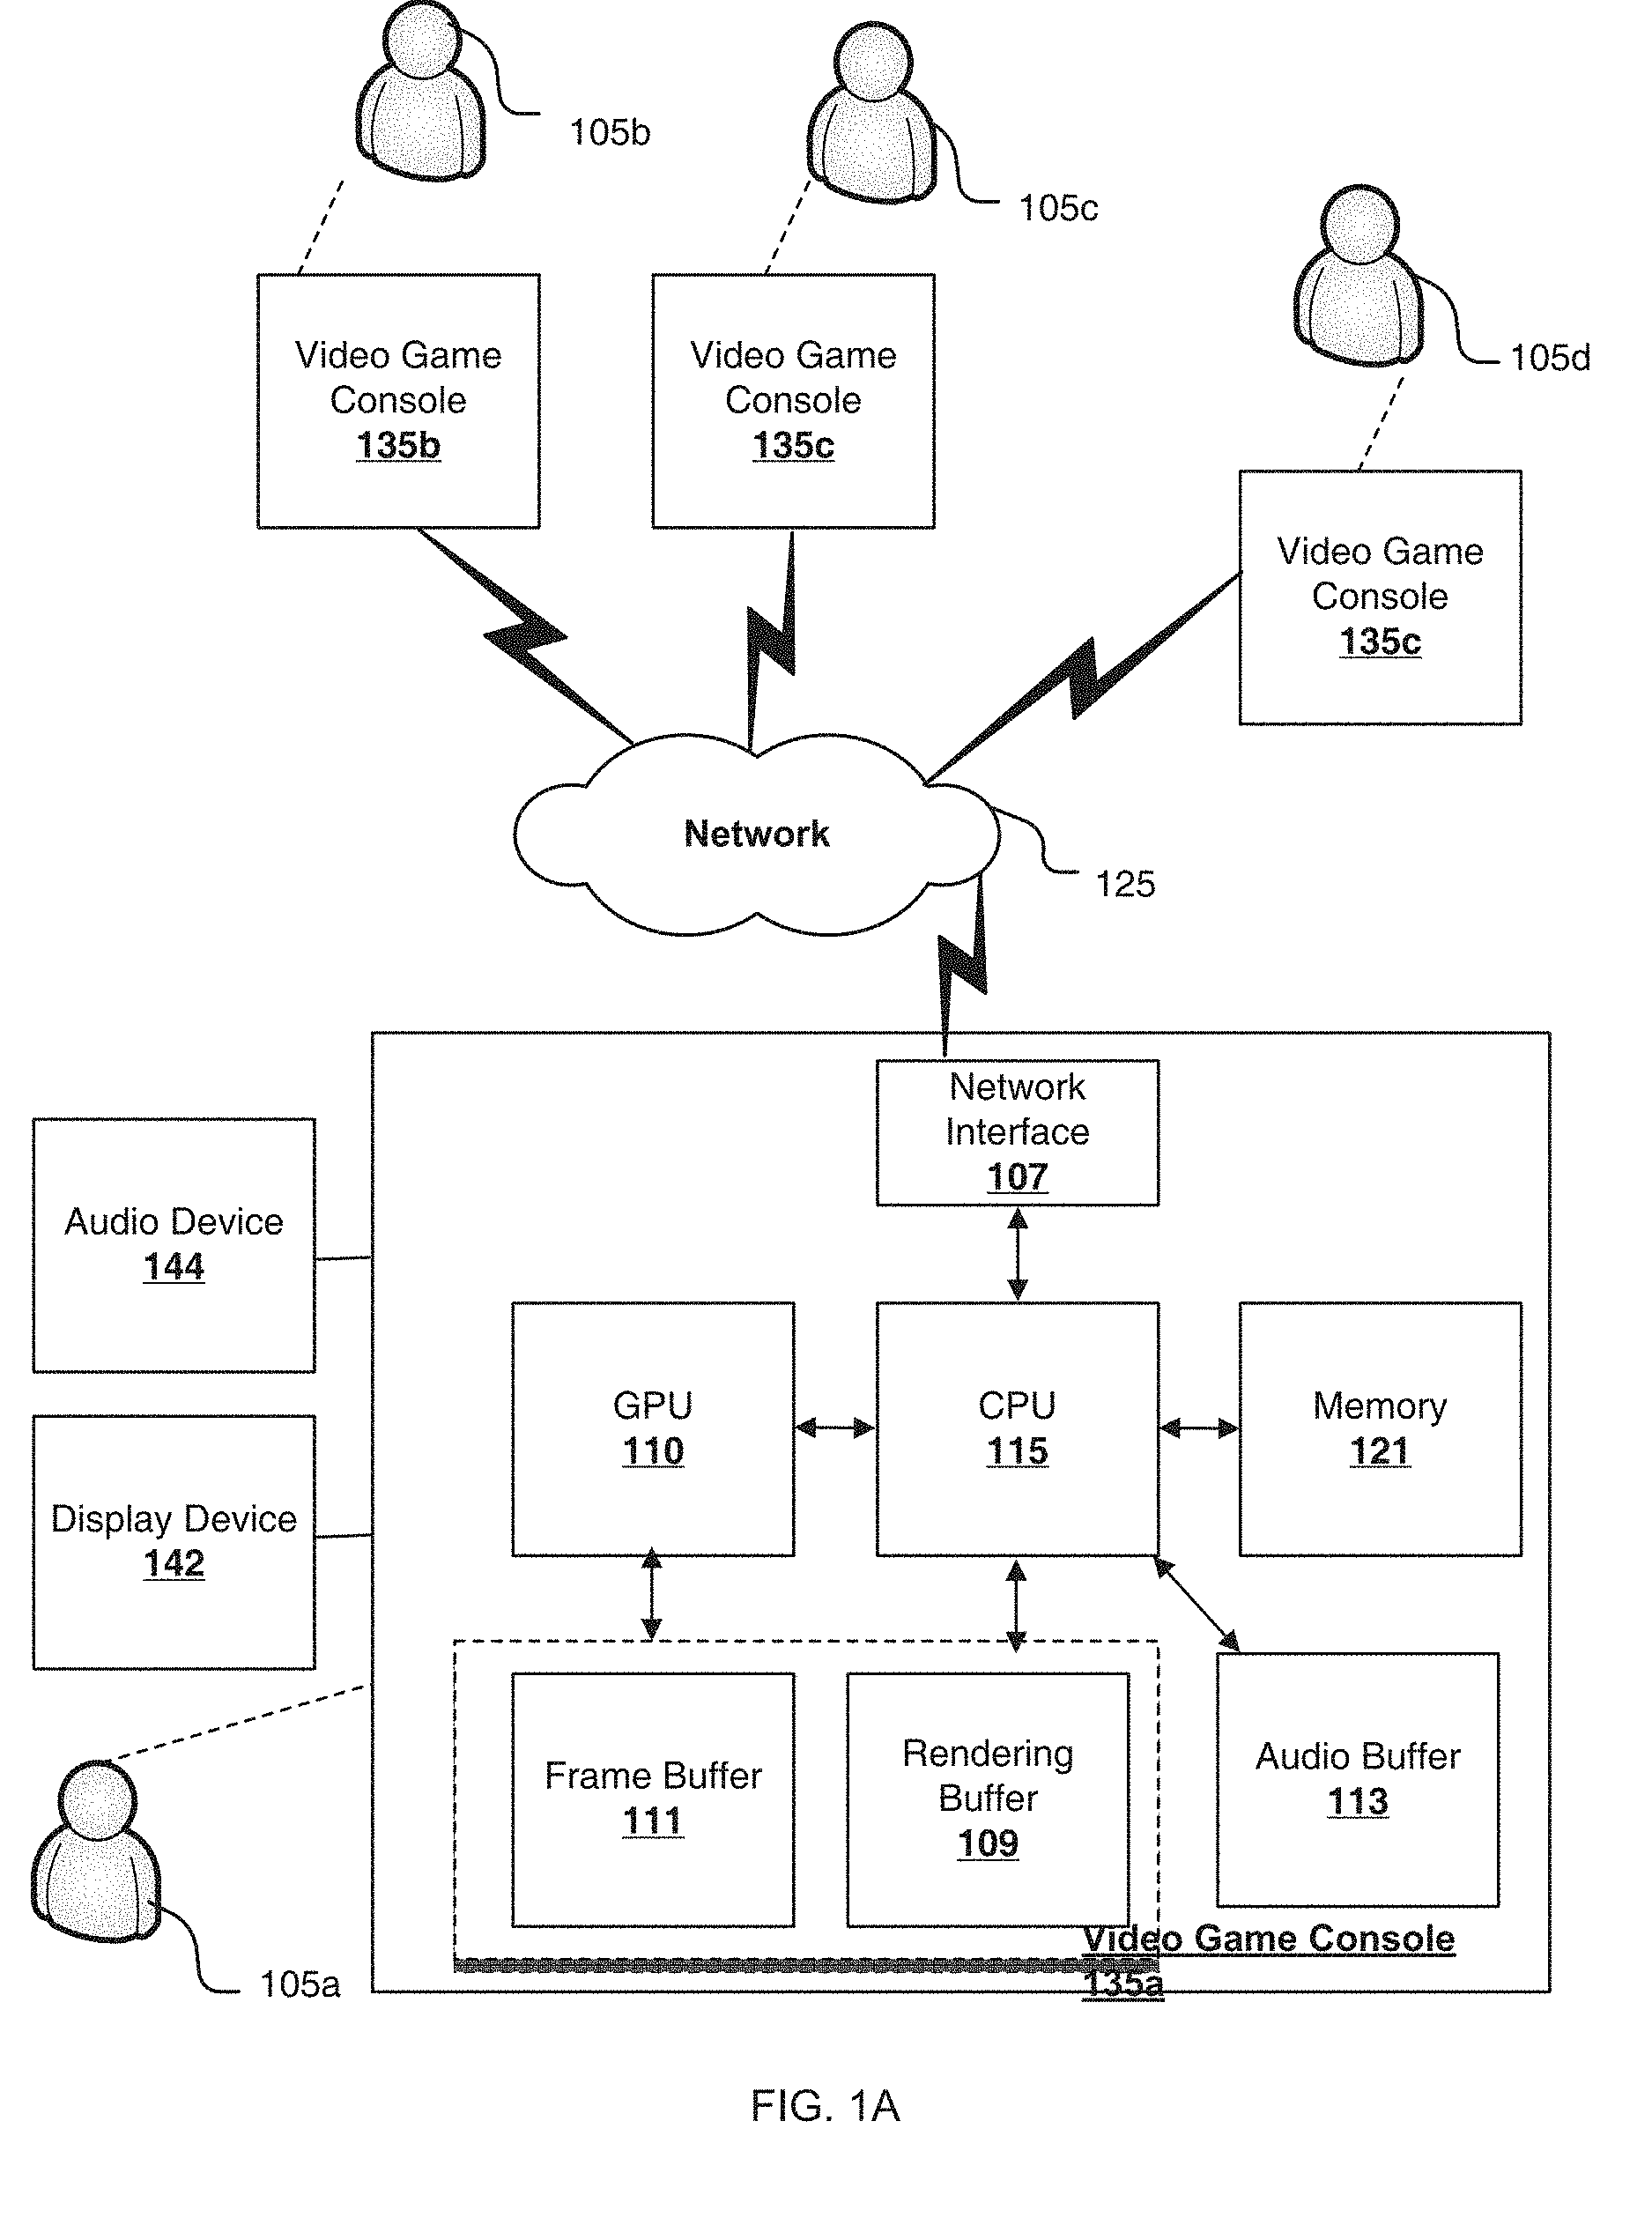 105b
105c
105d
Video Game
Console
135b
Video Game
Console
135c
Video Game
Console
135c
Network
125
Network
Interface
107
Audio Device
144
GPU
110
CPU
115
Memory
121
Display Device
142
Frame Buffer
111
Rendering
Buffer
109
Audio Buffer
113
Video Game Console
135a
105a
FIG. 1A